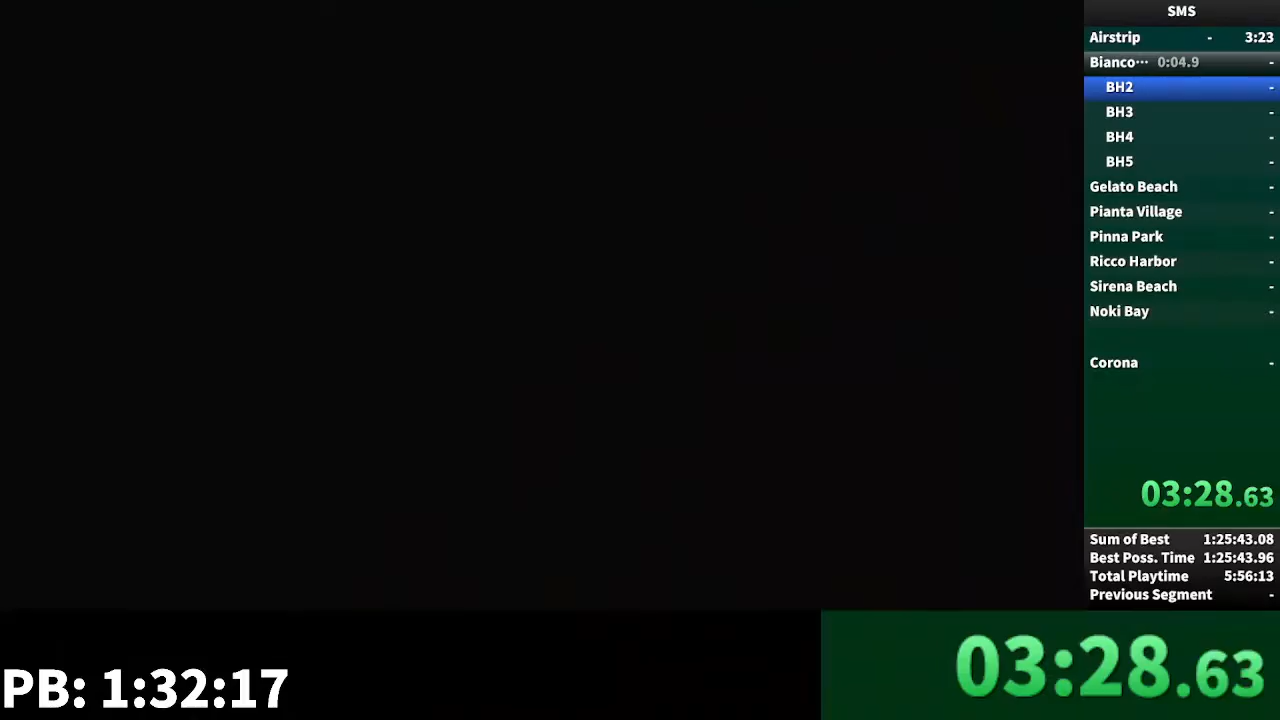 SMS
Airstrip - 3:23
Bianco… 0:04.9 -
BH2 -
BH3 -
BH4 -
BH5 -
Gelato Beach -
Pianta Village -
Pinna Park -
Ricco Harbor -
Sirena Beach -
Noki Bay -
Corona -
03:28.63
Sum of Best 1:25:43.08
Best Poss. Time 1:25:43.96
Total Playtime 5:56:13
Previous Segment -
PB: 1:32:17
03:28.63